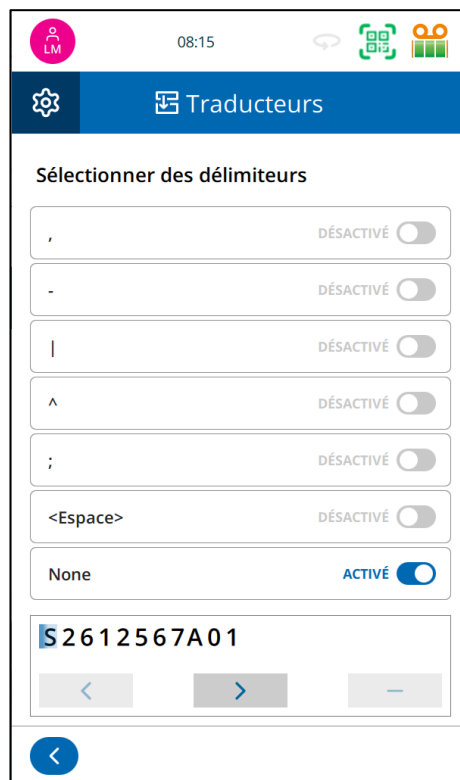 LM
08:15
Traducteurs
Sélectionner des délimiteurs
, DÉSACTIVÉ
- DÉSACTIVÉ
| DÉSACTIVÉ
^ DÉSACTIVÉ
; DÉSACTIVÉ
<Espace> DÉSACTIVÉ
None ACTIVÉ
S2612567A01